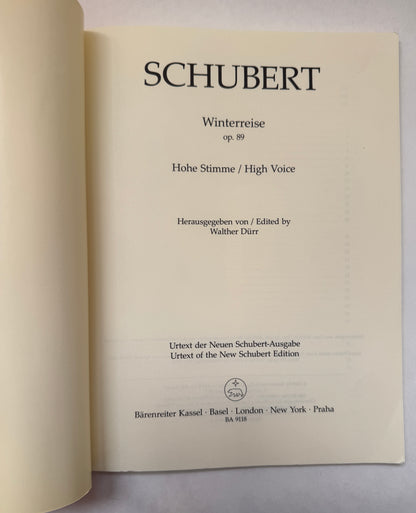 SCHUBERT
Winterreise
op. 89
Hohe Stimme / High Voice
Herausgegeben von / Edited by
Walther Dürr
Urtext der Neuen Schubert-Ausgabe
Urtext of the New Schubert Edition
Bärenreiter Kassel · Basel · London · New York · Praha
BA 9118